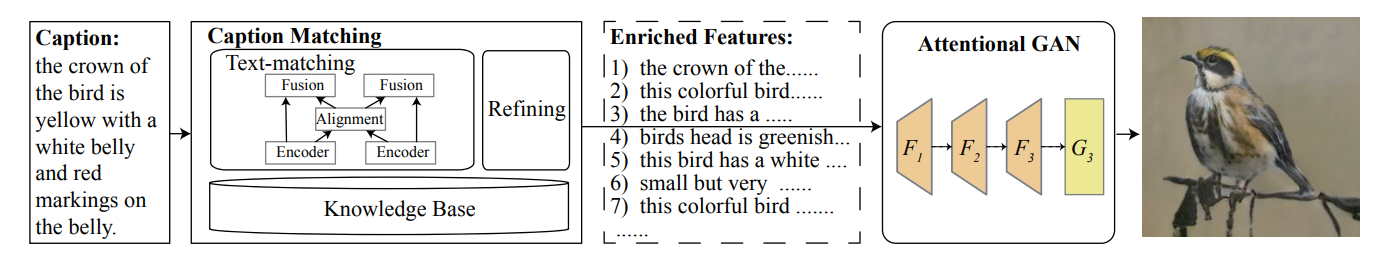 Caption:
the crown of
the bird is
yellow with a
white belly
and red
markings on
the belly.
Caption Matching
Text-matching
Fusion
Fusion
Alignment
Encoder
Encoder
Refining
Knowledge Base
Enriched Features:
1) the crown of the......
2) this colorful bird......
3) the bird has a .....
4) birds head is greenish...
5) this bird has a white ....
6) small but very ......
7) this colorful bird .......
......
Attentional GAN
F1
F2
F3
G3